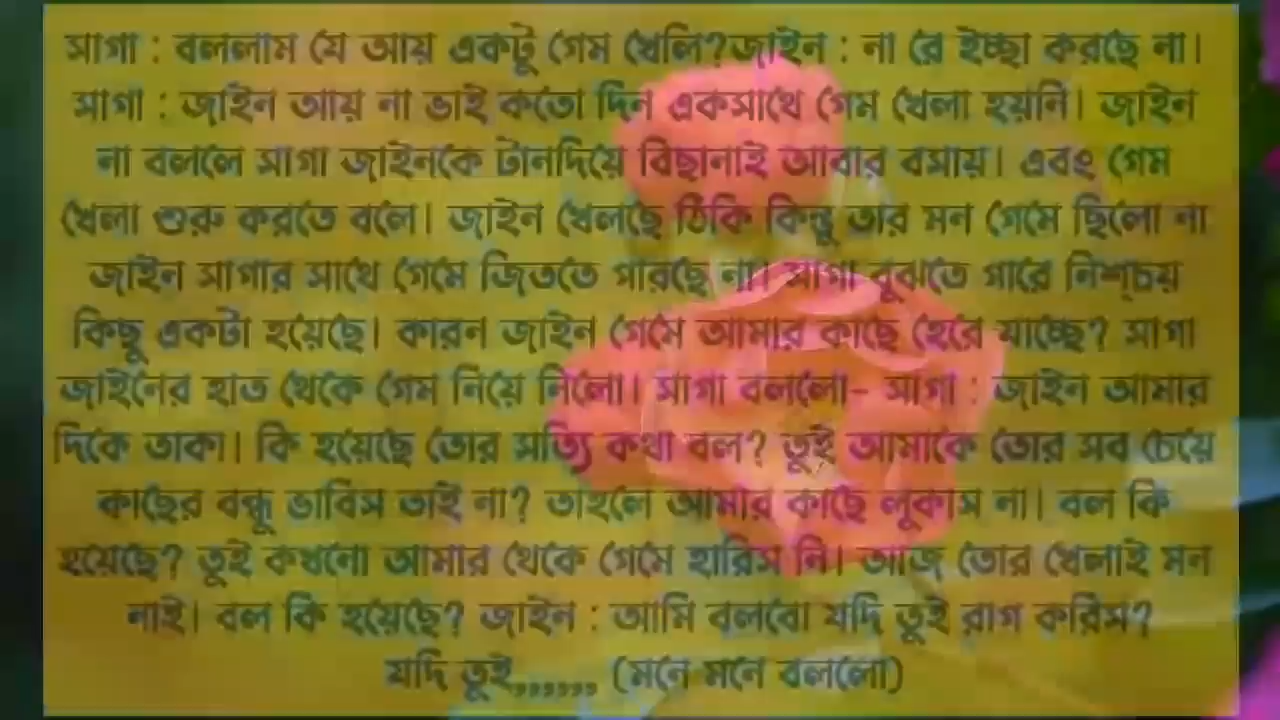 সাগা : বললাম যে আয় একটু গেম খেলি?জাইন : না রে ইচ্ছা করছে না।
সাগা : জাইন আয় না ভাই কতো দিন একসাথে গেম খেলা হয়নি। জাইন
না বললে সাগা জাইনকে টানদিয়ে বিছানাই আবার বসায়। এবং গেম
খেলা শুরু করতে বলে। জাইন খেলছে ঠিকি কিন্তু তার মন গেমে ছিলো না
জাইন সাগার সাথে গেমে জিততে পারছে না। সাগা বুঝতে পারে নিশ্চয়
কিছু একটা হয়েছে। কারন জাইন গেমে আমার কাছে হেরে যাচ্ছে? সাগা
জাইনের হাত থেকে গেম নিয়ে নিলো। সাগা বললো- সাগা : জাইন আমার
দিকে তাকা। কি হয়েছে তোর সত্যি কথা বল? তুই আমাকে তোর সব চেয়ে
কাছের বন্ধু ভাবিস তাই না? তাহলে আমার কাছে লুকাস না। বল কি
হয়েছে? তুই কখনো আমার থেকে গেমে হারিস নি। আজ তোর খেলাই মন
নাই। বল কি হয়েছে? জাইন : আমি বলবো যদি তুই রাগ করিস?
যদি তুই,,,,,, (মনে মনে বললো)